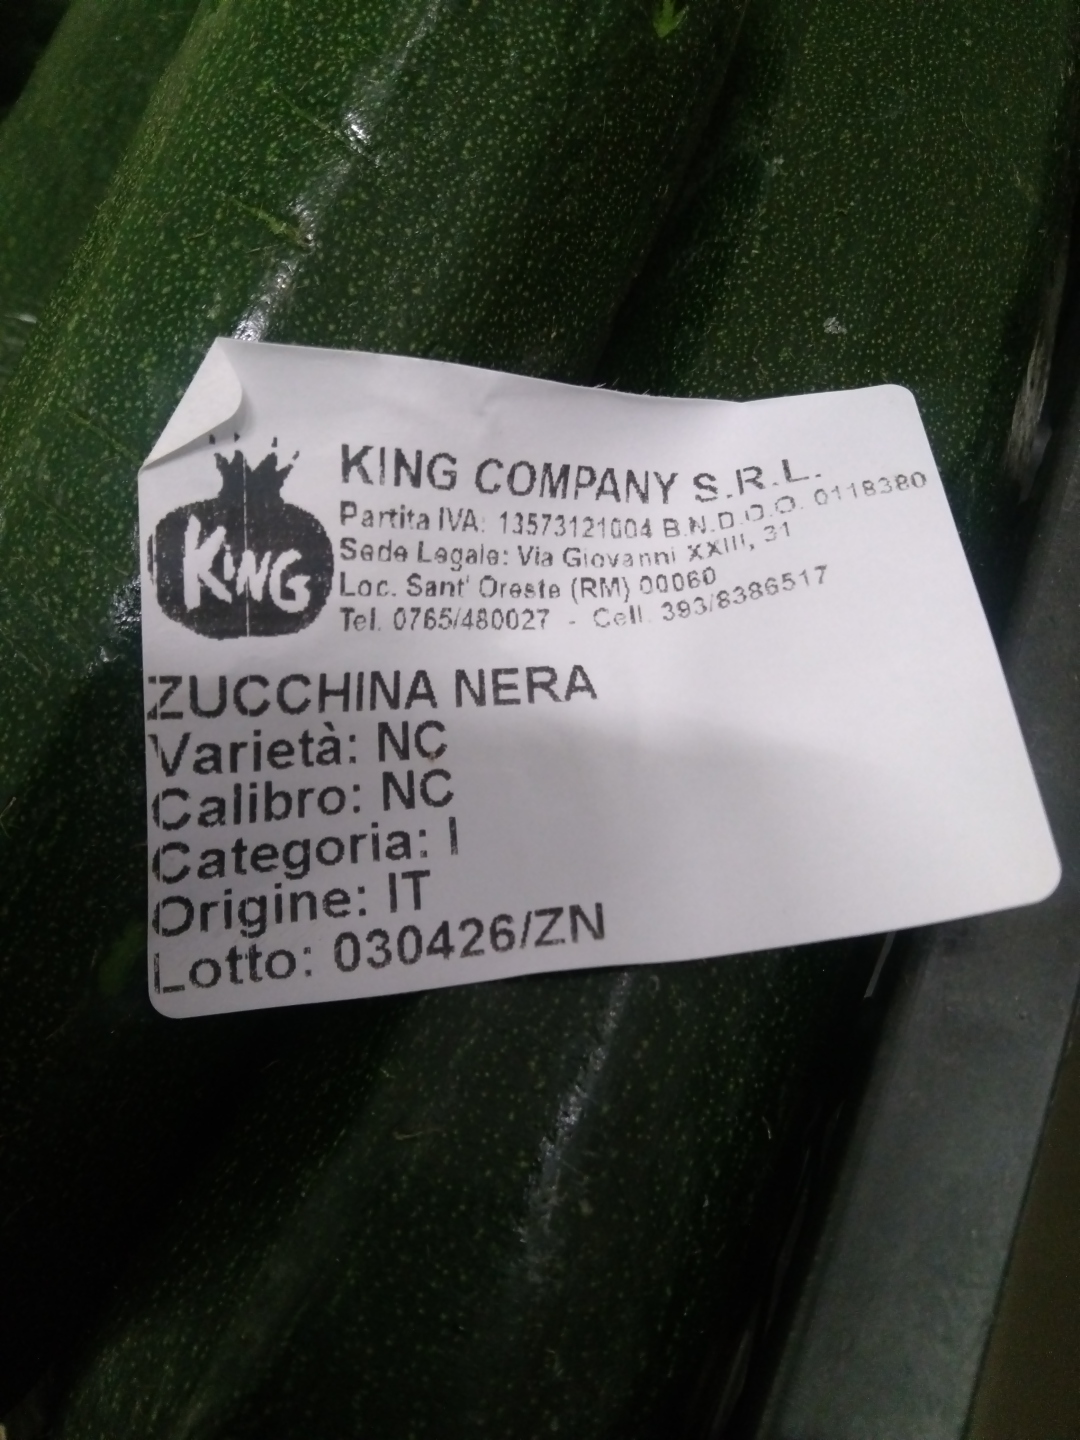 KING
KING COMPANY S.R.L.
Partita IVA: 13573121004 B.N.D.O.O. 0118380
Sede Legale: Via Giovanni XXIII, 31
Loc. Sant' Oreste (RM) 00060
Tel. 0765/480027 - Cell. 393/8386517
ZUCCHINA NERA
Varietà: NC
Calibro: NC
Categoria: I
Origine: IT
Lotto: 030426/ZN